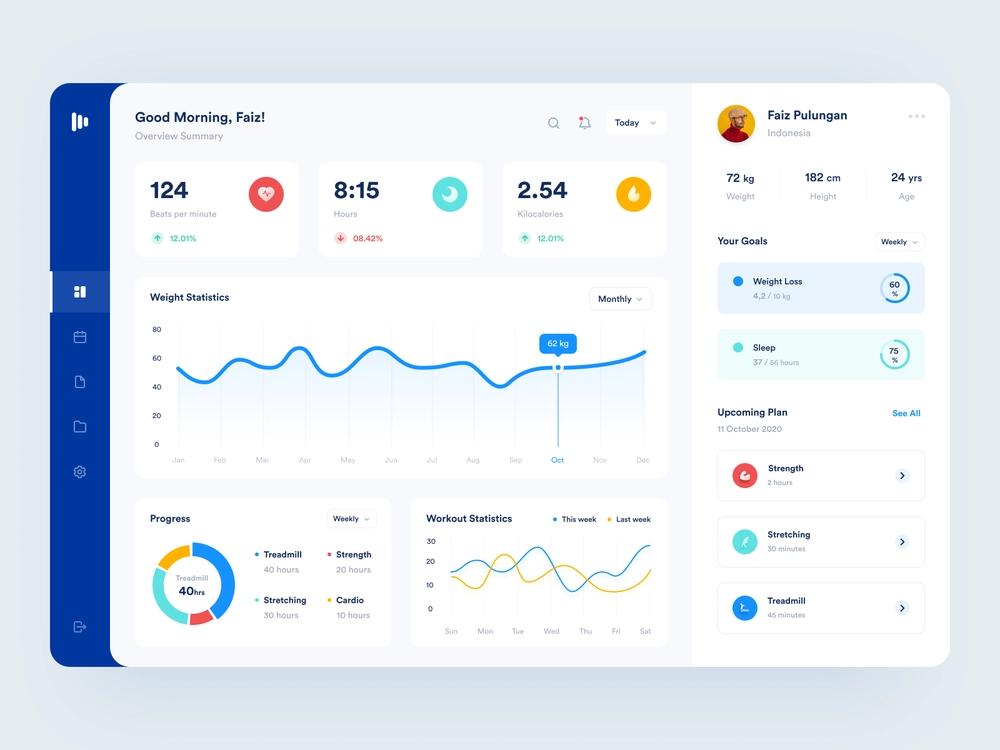 Good Morning, Faiz!
Overview Summary
Today
124
Beats per minute
12.01%
8:15
Hours
08.42%
2.54
Kilocalories
12.01%
Weight Statistics
Monthly
80
60
40
20
0
62 kg
Jan Feb Mar Apr May Jun Jul Aug Sep Oct Nov Dec
Progress
Weekly
Treadmill
40hrs
Treadmill
40 hours
Strength
20 hours
Stretching
30 hours
Cardio
10 hours
Workout Statistics
This week
Last week
30
20
10
0
Sun Mon Tue Wed Thu Fri Sat
Faiz Pulungan
Indonesia
72 kg
Weight
182 cm
Height
24 yrs
Age
Your Goals
Weekly
Weight Loss
4,2 / 10 kg
60
%
Sleep
37 / 56 hours
75
%
Upcoming Plan
See All
11 October 2020
Strength
2 hours
Stretching
30 minutes
Treadmill
45 minutes